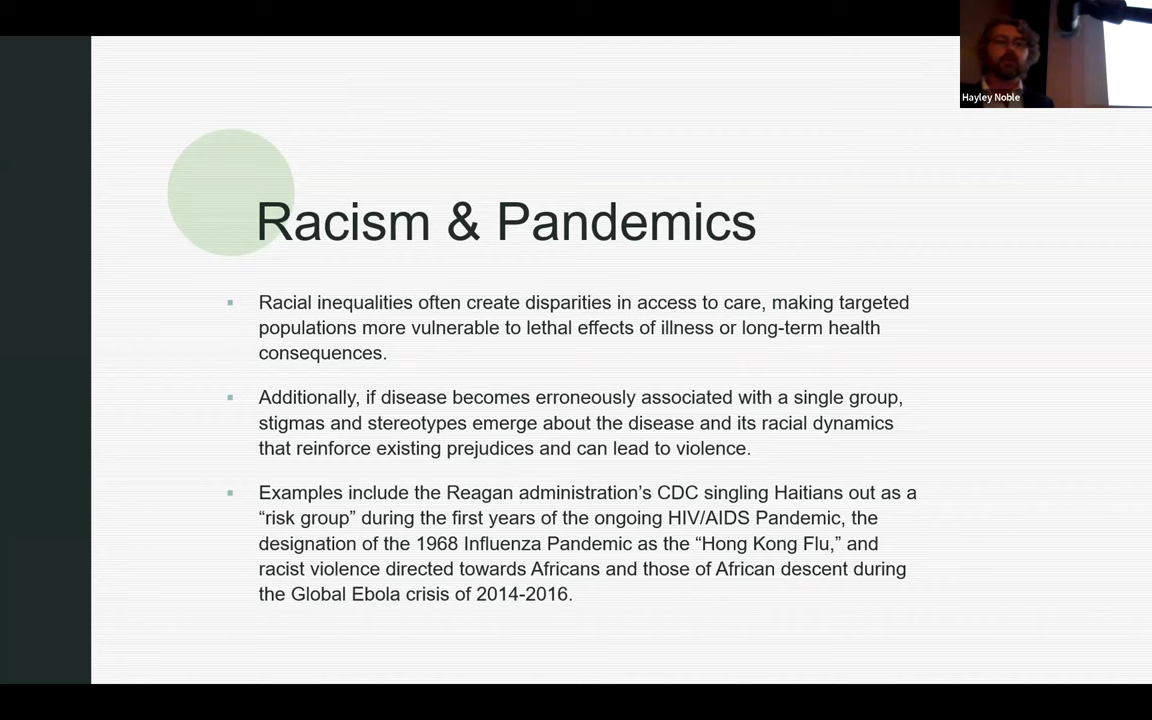 Hayley Noble
Racism & Pandemics
▪ Racial inequalities often create disparities in access to care, making targeted
populations more vulnerable to lethal effects of illness or long-term health
consequences.
▪ Additionally, if disease becomes erroneously associated with a single group,
stigmas and stereotypes emerge about the disease and its racial dynamics
that reinforce existing prejudices and can lead to violence.
▪ Examples include the Reagan administration’s CDC singling Haitians out as a
“risk group” during the first years of the ongoing HIV/AIDS Pandemic, the
designation of the 1968 Influenza Pandemic as the “Hong Kong Flu,” and
racist violence directed towards Africans and those of African descent during
the Global Ebola crisis of 2014-2016.